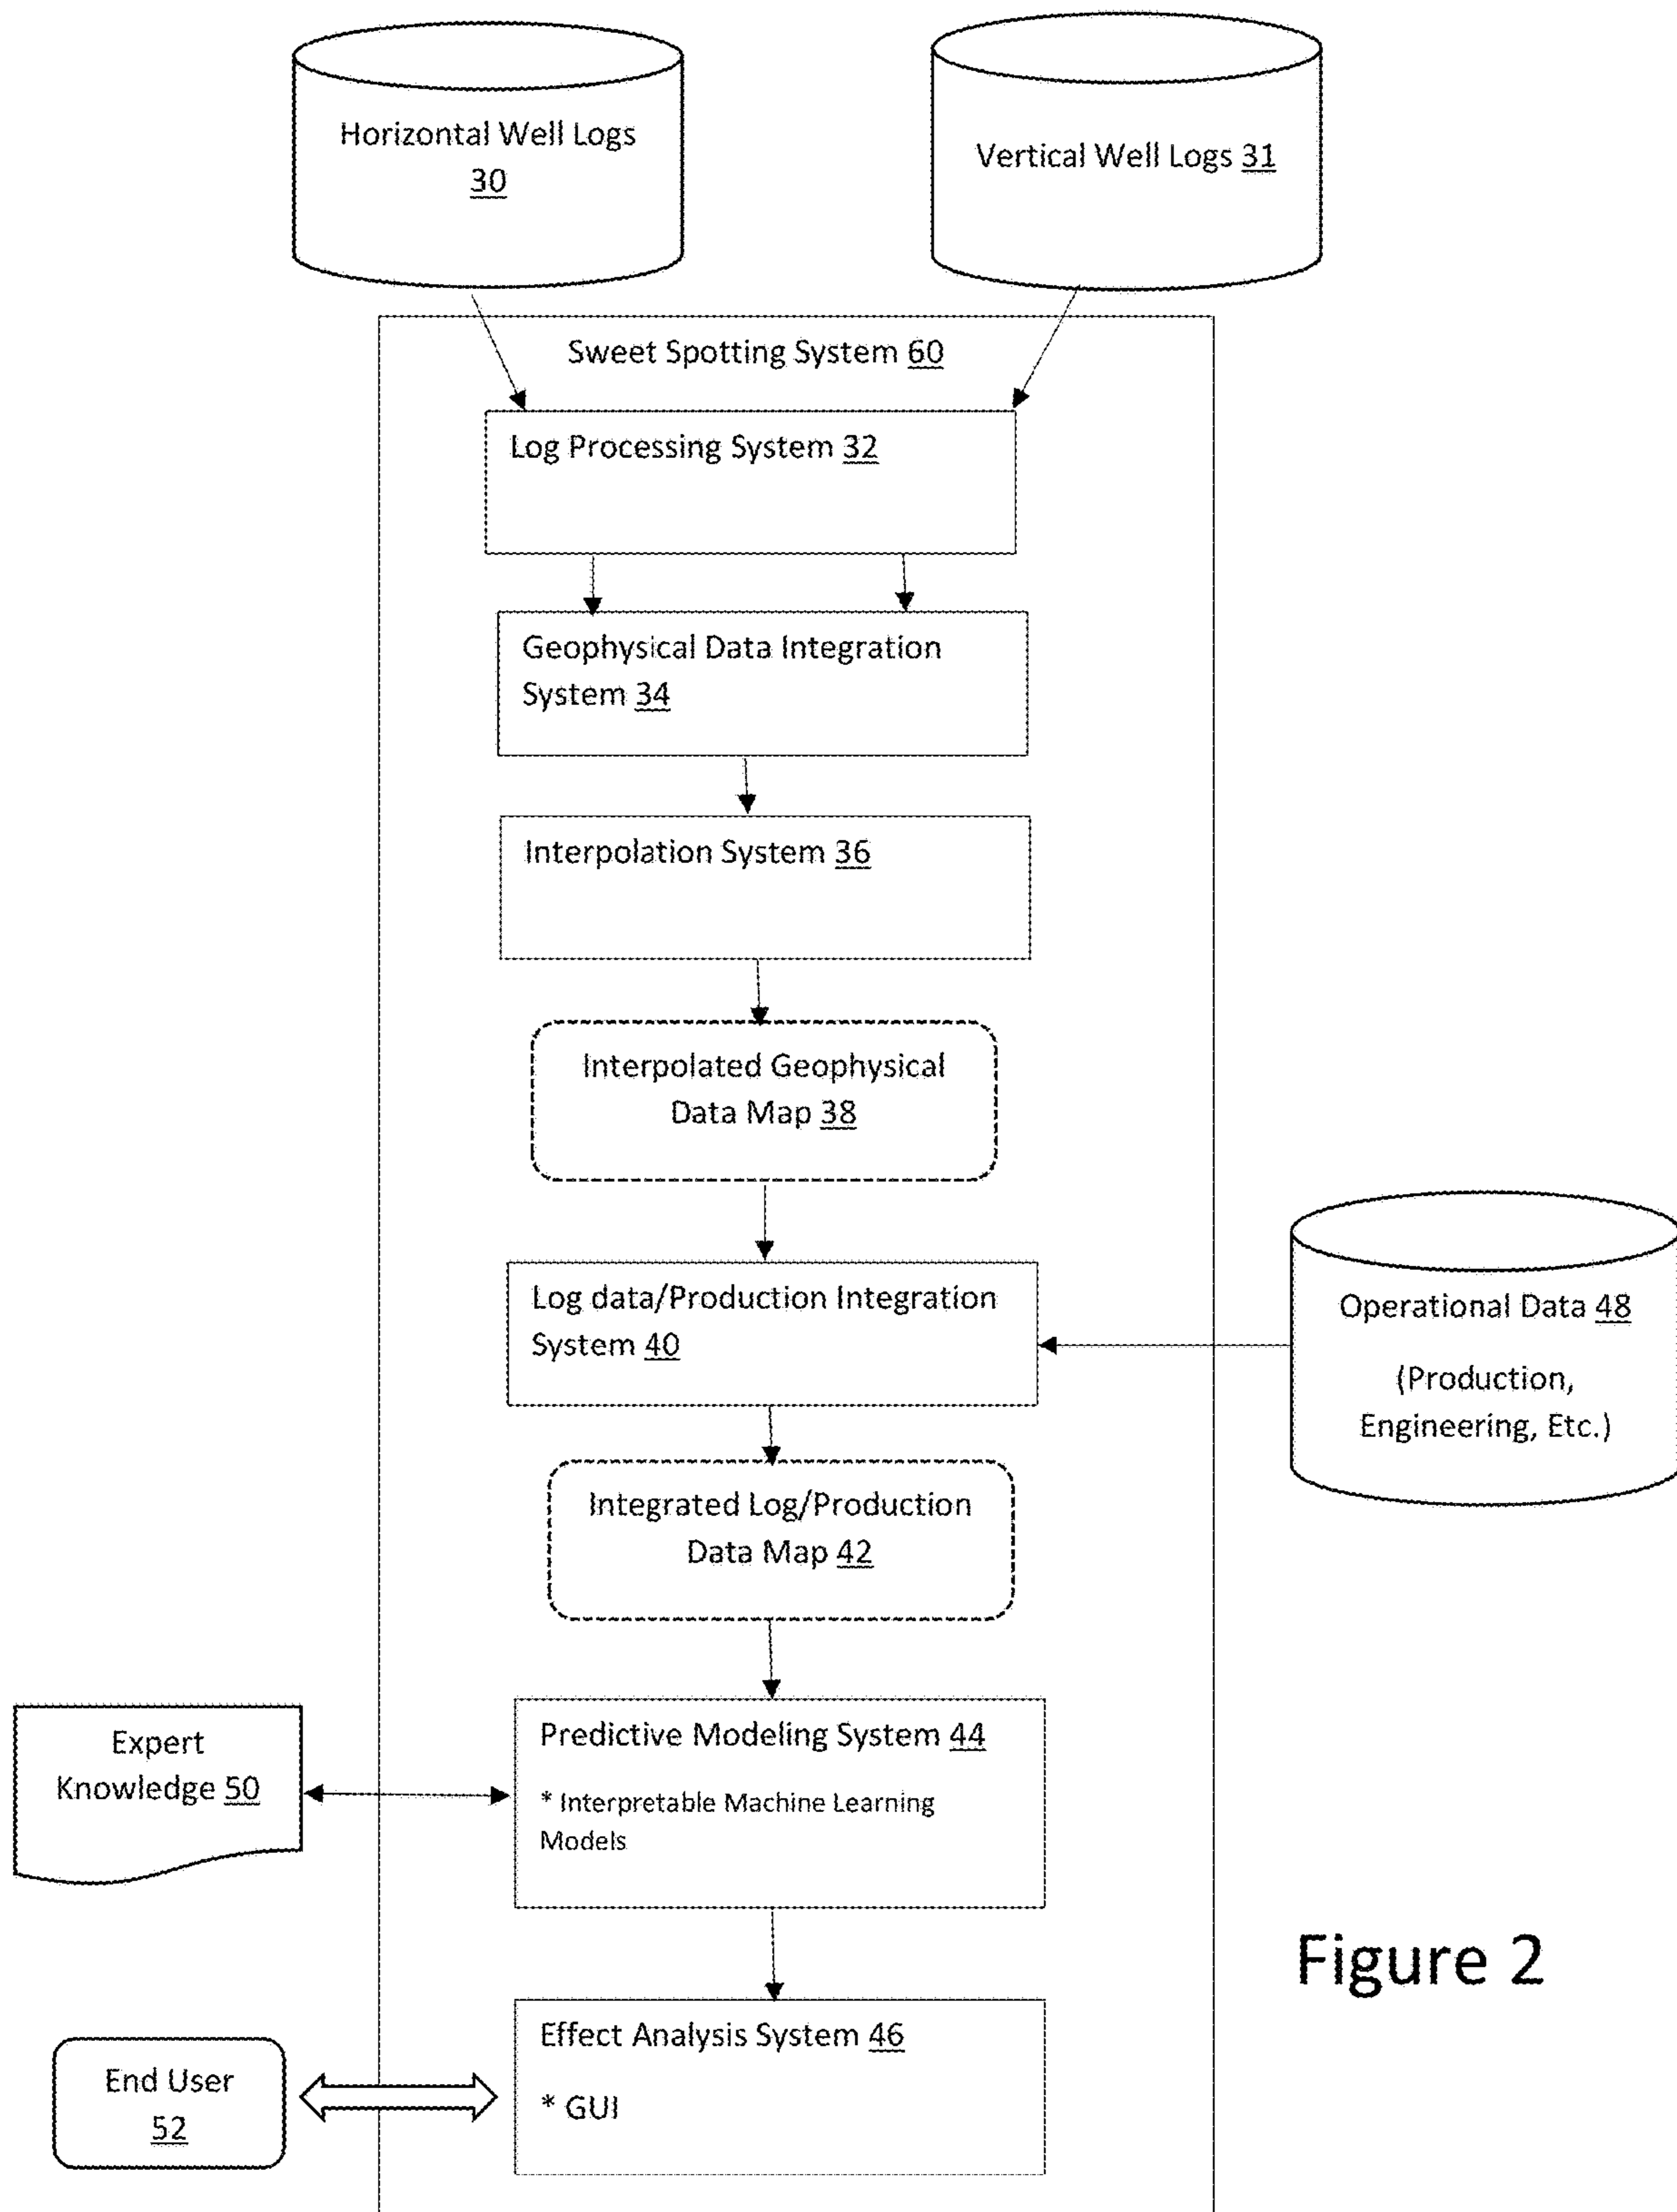 Horizontal Well Logs
30
Vertical Well Logs 31
Sweet Spotting System 60
Log Processing System 32
Geophysical Data Integration
System 34
Interpolation System 36
Interpolated Geophysical
Data Map 38
Log data/Production Integration
System 40
Operational Data 48
(Production,
Engineering, Etc.)
Integrated Log/Production
Data Map 42
Expert
Knowledge 50
Predictive Modeling System 44
* Interpretable Machine Learning
Models
Figure 2
Effect Analysis System 46
* GUI
End User
52